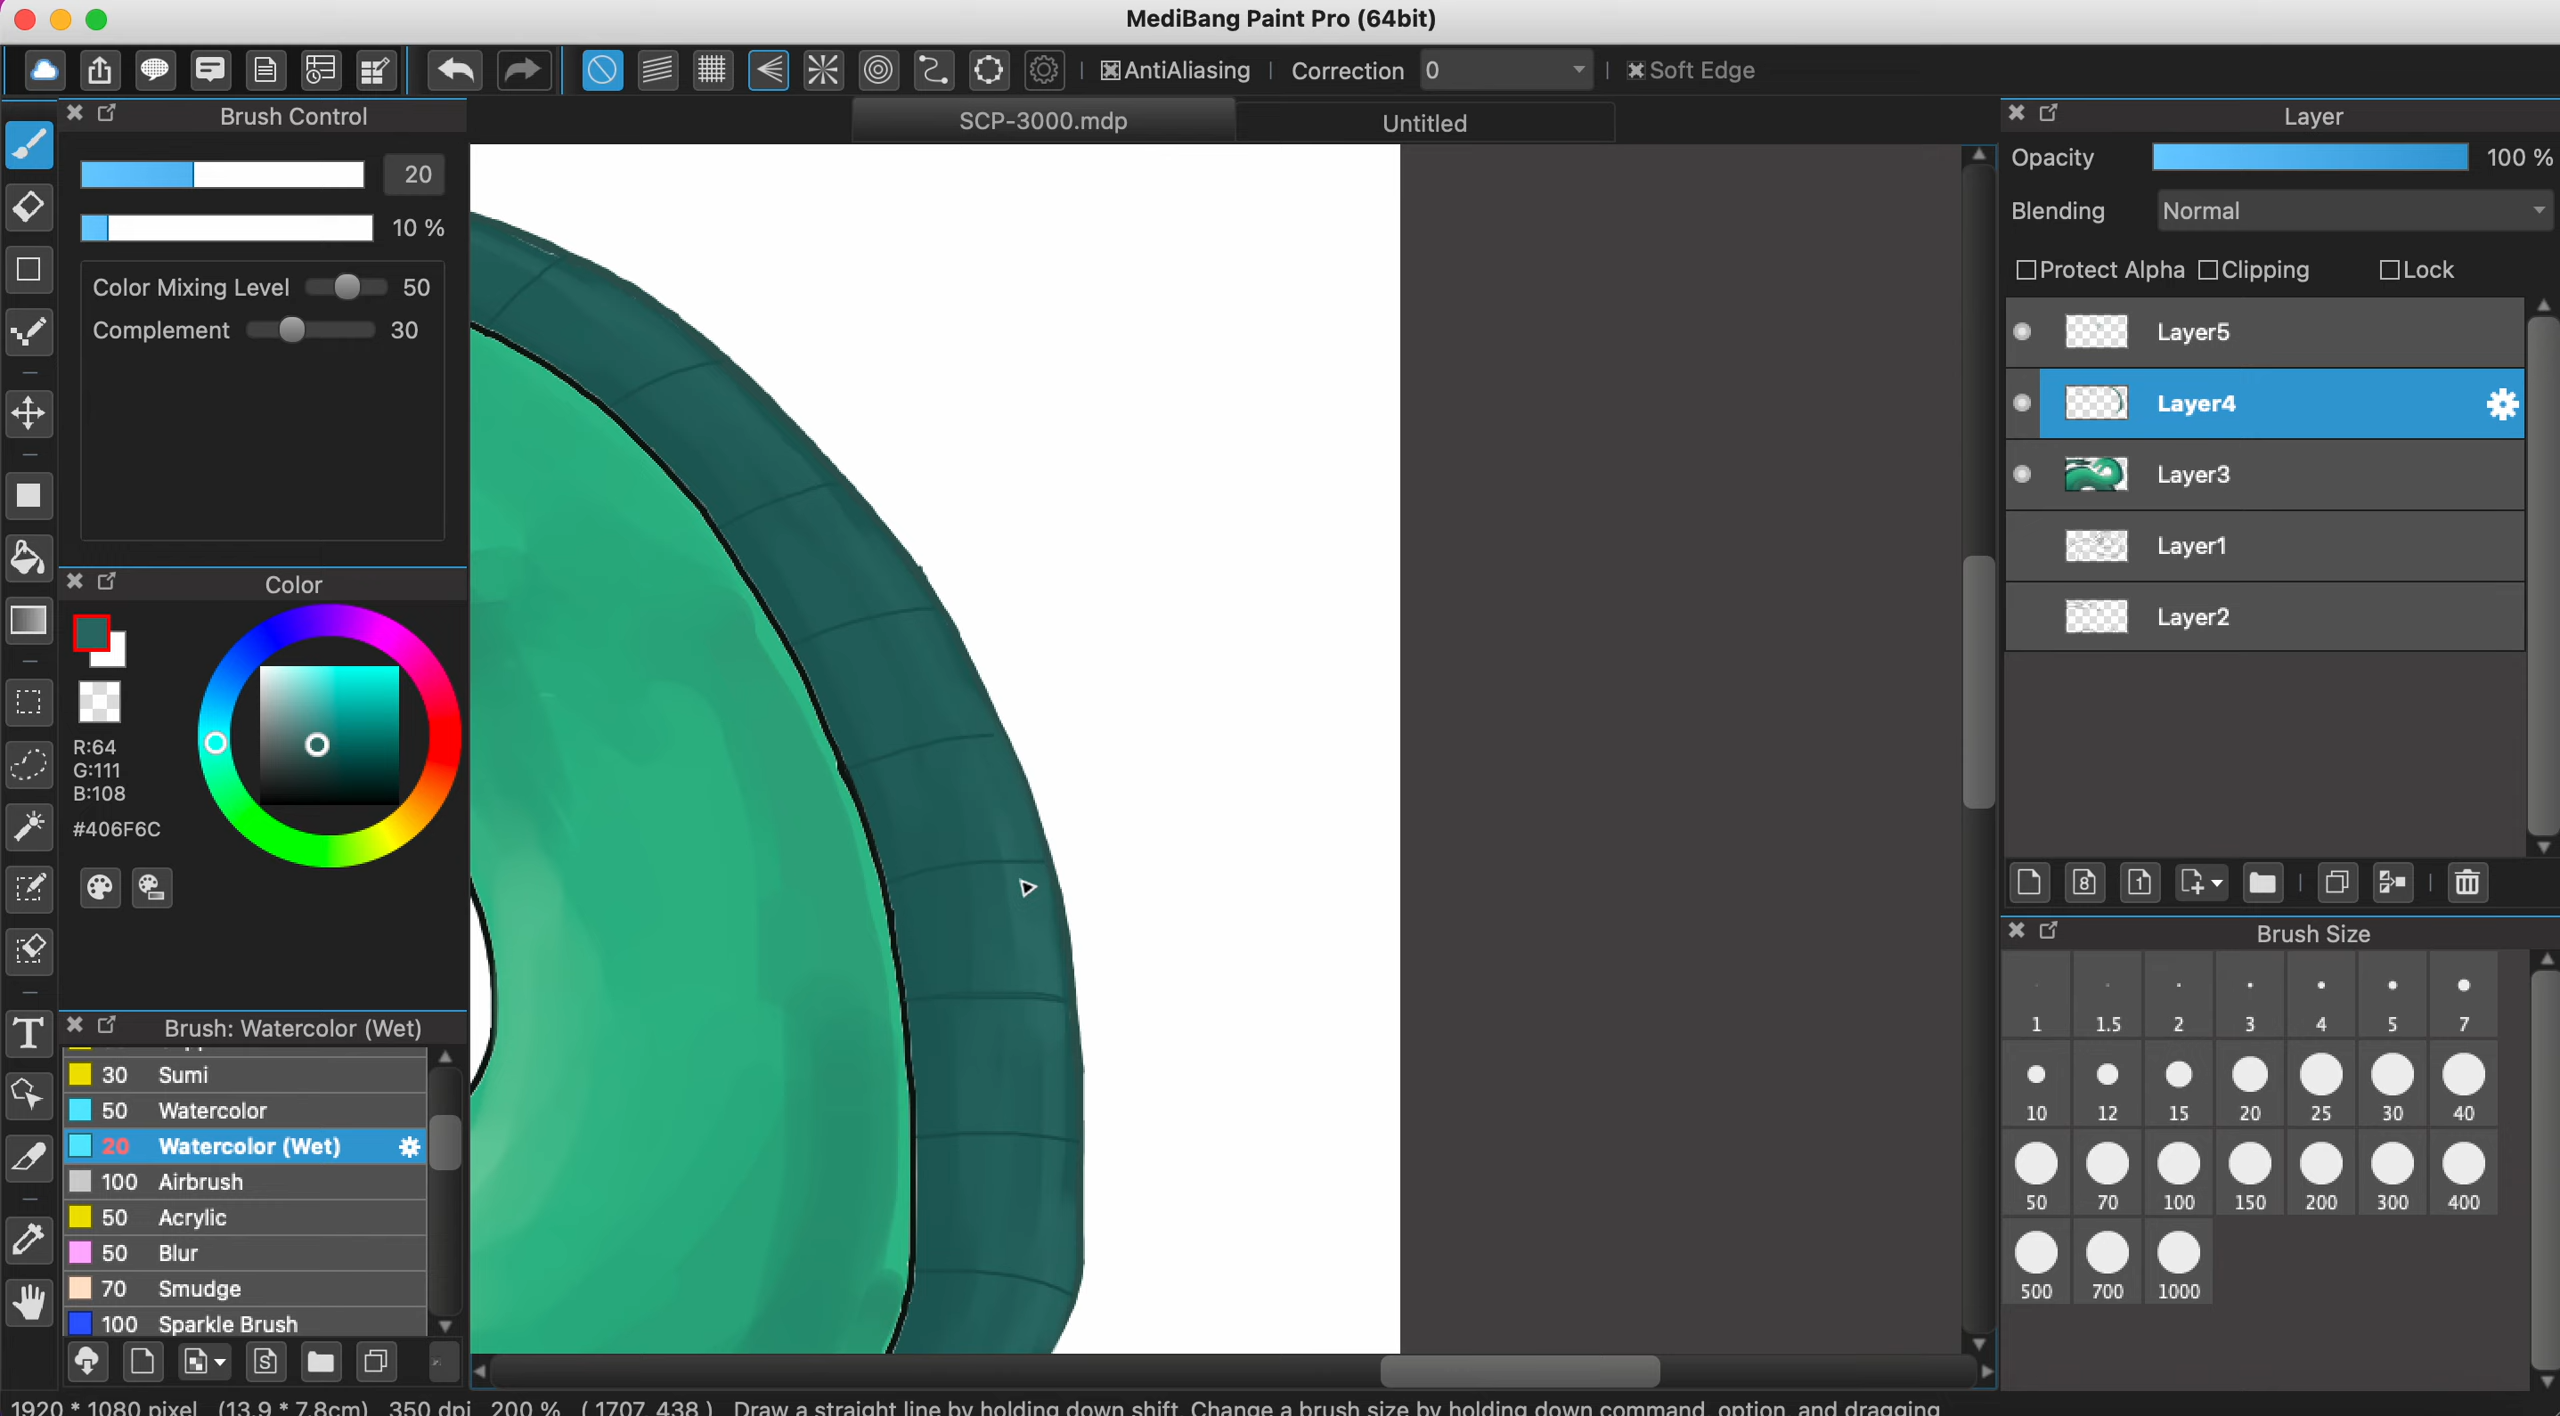 MediBang Paint Pro (64bit)
AntiAliasing
Correction
0
Soft Edge
Brush Control
20
10 %
Color Mixing Level
50
Complement
30
SCP-3000.mdp
Untitled
Layer
Opacity
100 %
Blending
Normal
Protect Alpha
Clipping
Lock
Layer5
Layer4
Layer3
Layer1
Layer2
8
1
Color
R:64
G:111
B:108
#406F6C
T
Brush: Watercolor (Wet)
30 Sumi
50 Watercolor
20 Watercolor (Wet)
100 Airbrush
50 Acrylic
50 Blur
70 Smudge
100 Sparkle Brush
S
Brush Size
1 1.5 2 3 4 5 7
10 12 15 20 25 30 40
50 70 100 150 200 300 400
500 700 1000
1920 * 1080 pixel (13.9 * 7.8cm) 350 dpi 200 % ( 1707, 438 ) Draw a straight line by holding down shift, Change a brush size by holding down command, option, and dragging